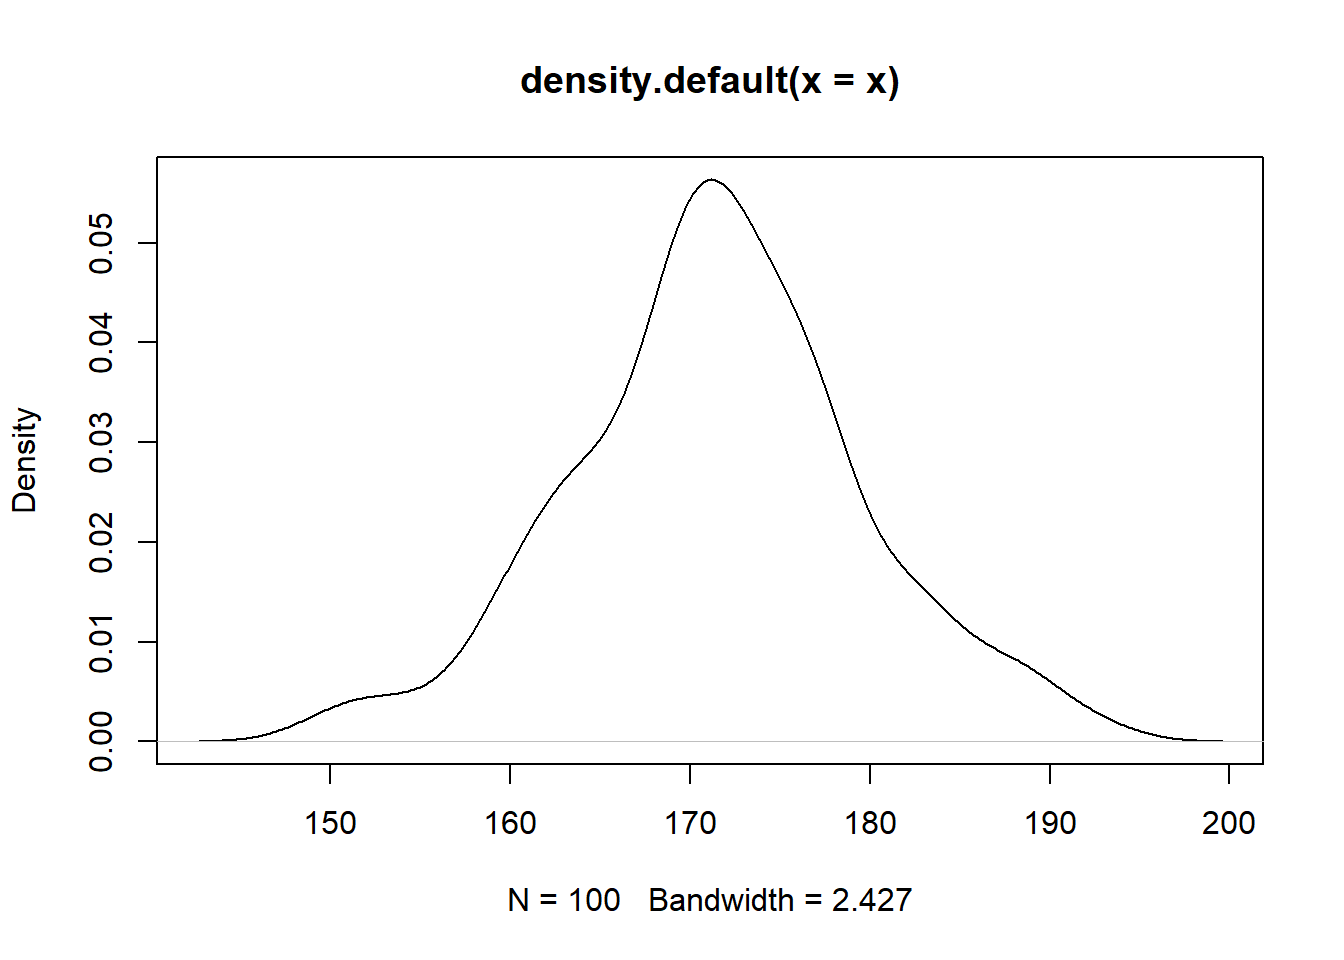 density.default(x = x)
Density
0.05
0.04
0.03
0.02
0.01
0.00
150 160 170 180 190 200
N = 100 Bandwidth = 2.427